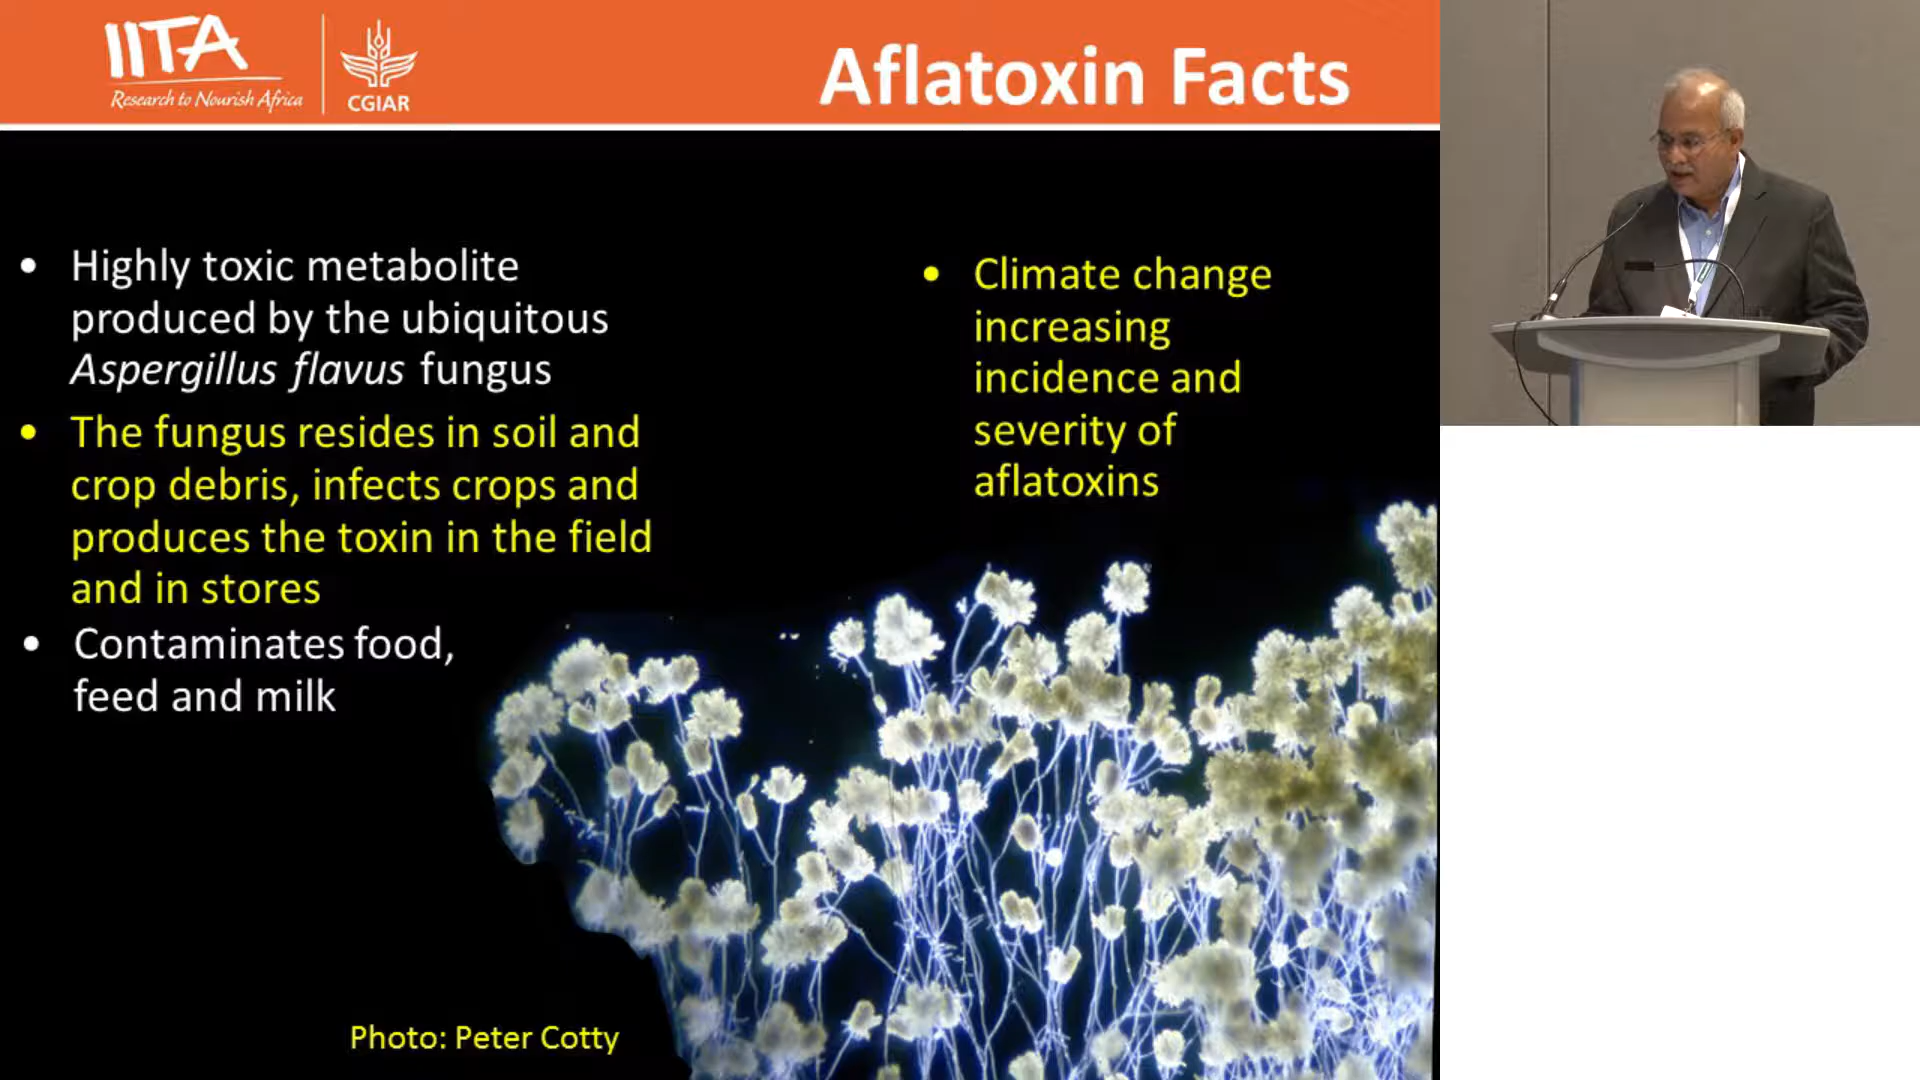 IITA
Research to Nourish Africa
CGIAR
Aflatoxin Facts
• Highly toxic metabolite
produced by the ubiquitous
Aspergillus flavus fungus
• The fungus resides in soil and
crop debris, infects crops and
produces the toxin in the field
and in stores
• Contaminates food,
feed and milk
• Climate change
increasing
incidence and
severity of
aflatoxins
Photo: Peter Cotty